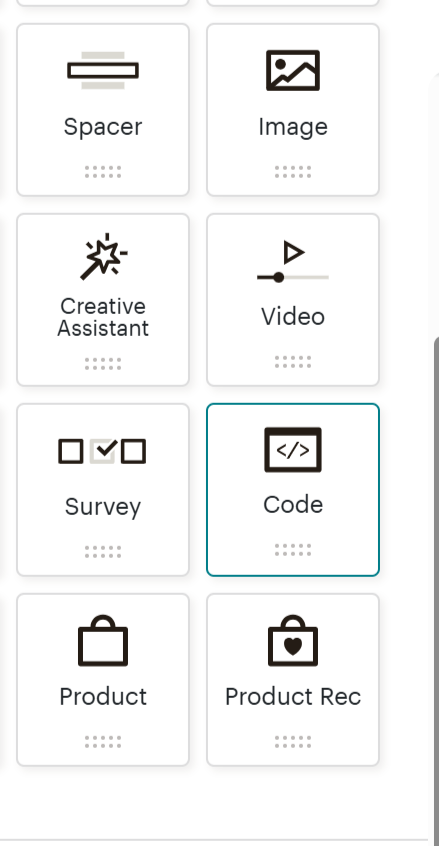 Spacer
Image
Creative
Assistant
Video
Survey
</>
Code
Product
Product Rec